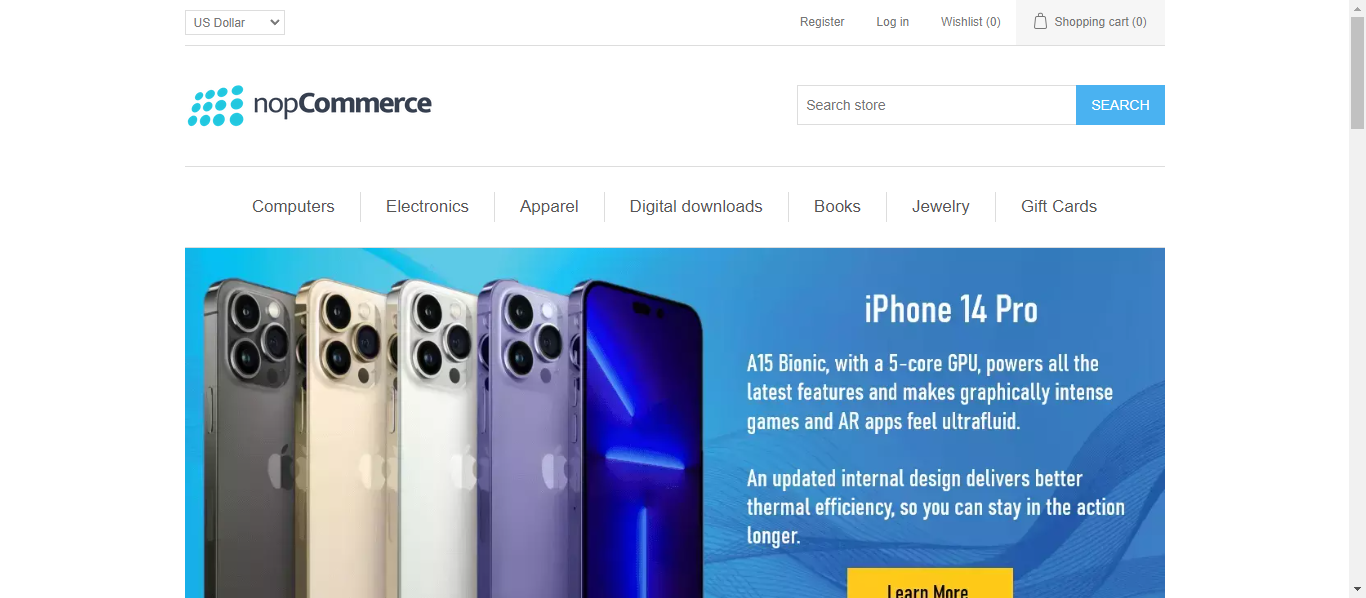 US Dollar
Register Log in Wishlist (0) Shopping cart (0)
nopCommerce
Search store SEARCH
Computers Electronics Apparel Digital downloads Books Jewelry Gift Cards
iPhone 14 Pro
A15 Bionic, with a 5-core GPU, powers all the
latest features and makes graphically intense
games and AR apps feel ultrafluid.
An updated internal design delivers better
thermal efficiency, so you can stay in the action
longer.
Learn More